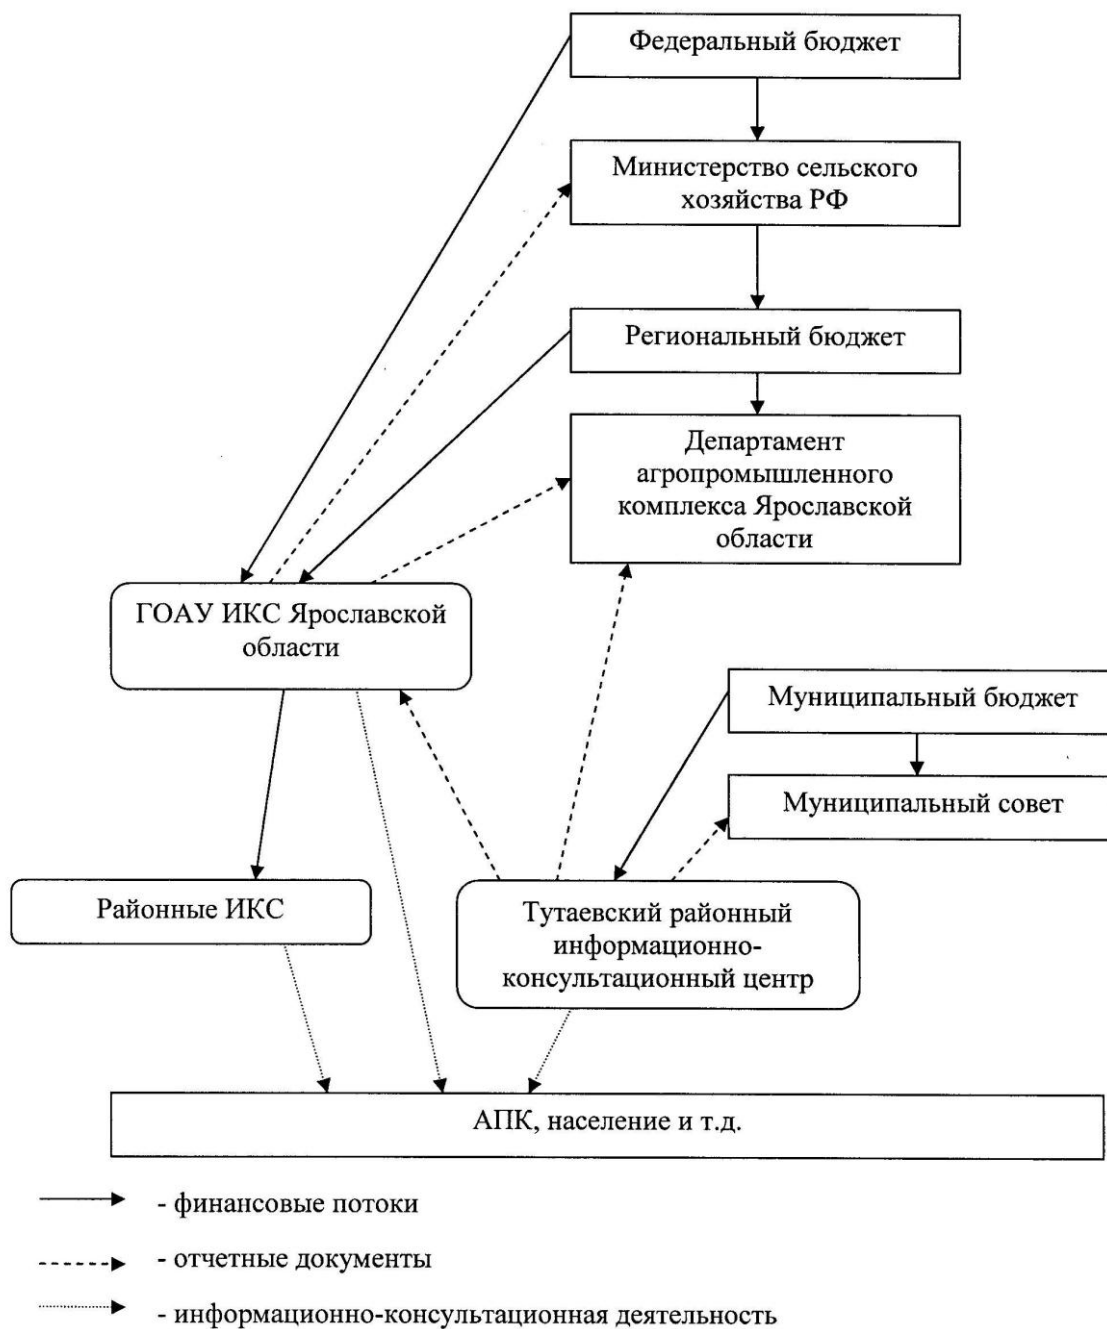 Федеральный бюджет
Министерство сельского
хозяйства РФ
Региональный бюджет
Департамент
агропромышленного
комплекса Ярославской
области
ГОАУ ИКС Ярославской
области
Муниципальный бюджет
Муниципальный совет
Районные ИКС
Тутаевский районный
информационно-
консультационный центр
АПК, население и т.д.
- финансовые потоки
- отчетные документы
- информационно-консультационная деятельность